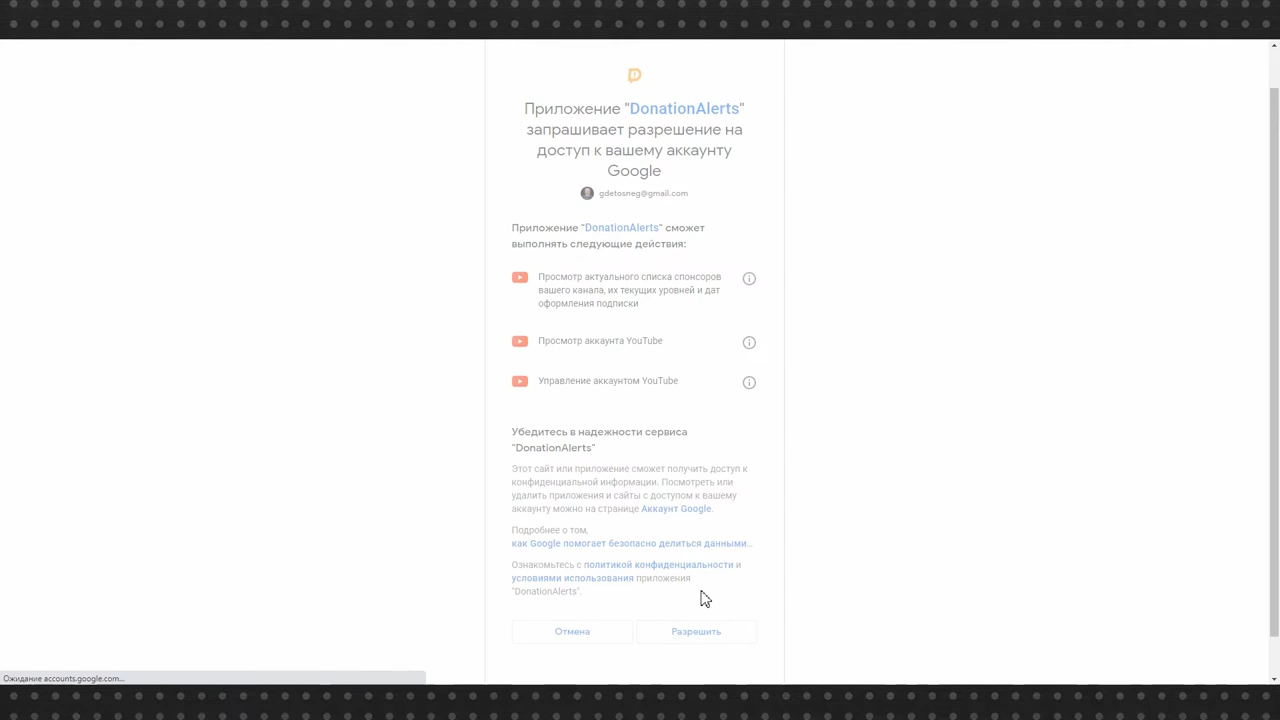 Приложение "DonationAlerts"
запрашивает разрешение на
доступ к вашему аккаунту
Google
gdetosneg@gmail.com
Приложение "DonationAlerts" сможет
выполнять следующие действия:
Просмотр актуального списка спонсоров
вашего канала, их текущих уровней и дат
оформления подписки
Просмотр аккаунта YouTube
Управление аккаунтом YouTube
Убедитесь в надежности сервиса
"DonationAlerts"
Этот сайт или приложение сможет получить доступ к
конфиденциальной информации. Посмотреть или
удалить приложения и сайты с доступом к вашему
аккаунту можно на странице Аккаунт Google.
Подробнее о том,
как Google помогает безопасно делиться данными...
Ознакомьтесь с политикой конфиденциальности и
условиями использования приложения
"DonationAlerts".
Отмена
Разрешить
Ожидание accounts.google.com...